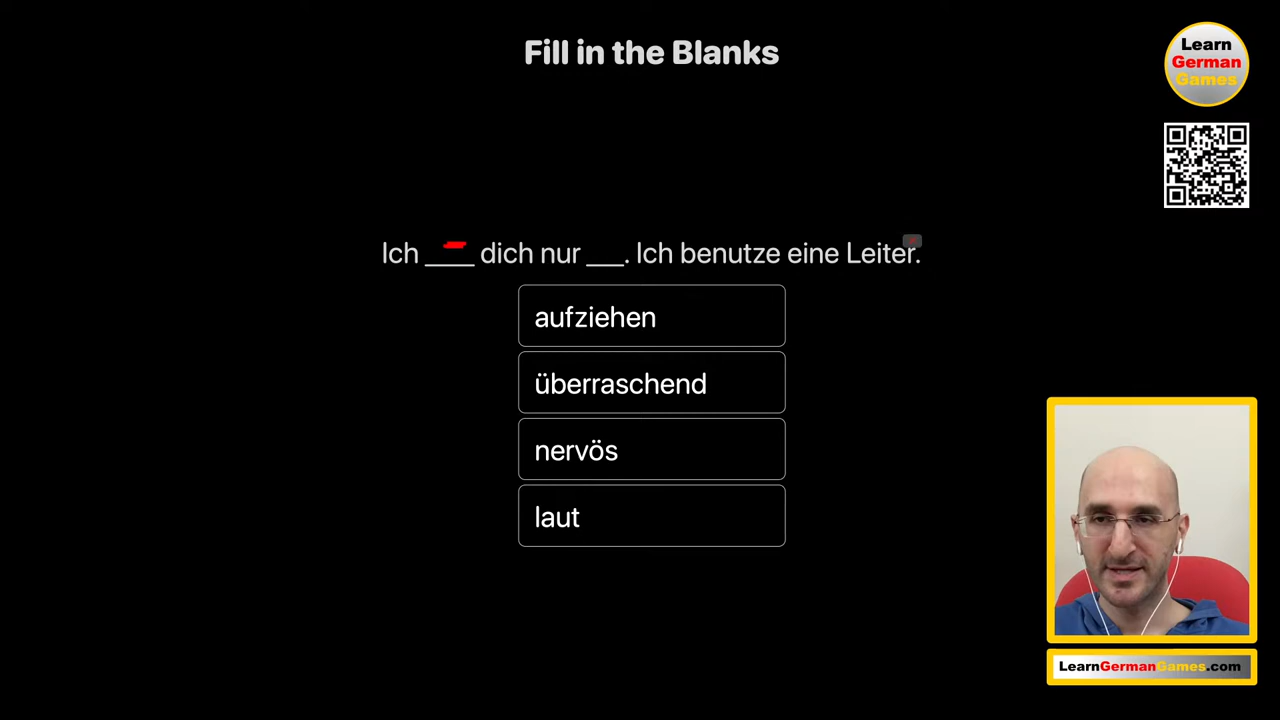 Fill in the Blanks
Learn
German
Games
Ich ____ dich nur ___. Ich benutze eine Leiter.
aufziehen
überraschend
nervös
laut
LearnGermanGames.com